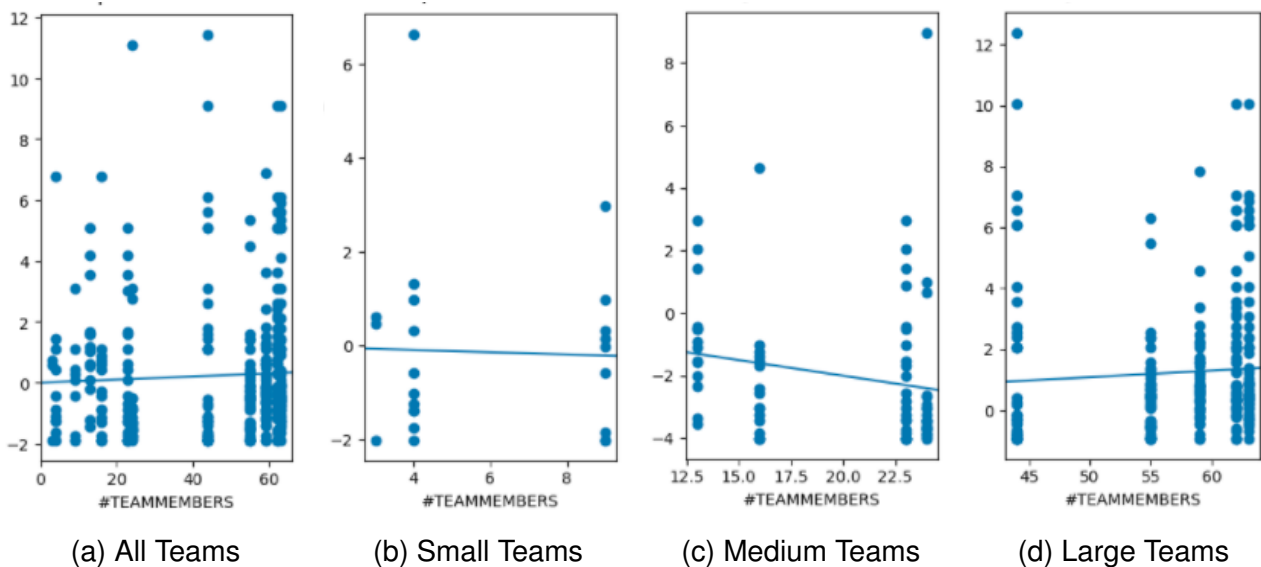 12
10
8
6
4
2
0
−2
0 20 40 60
#TEAMMEMBERS
(a) All Teams
6
4
2
0
−2
4 6 8
#TEAMMEMBERS
(b) Small Teams
8
6
4
2
0
−2
−4
12.5 15.0 17.5 20.0 22.5
#TEAMMEMBERS
(c) Medium Teams
12
10
8
6
4
2
0
45 50 55 60
#TEAMMEMBERS
(d) Large Teams